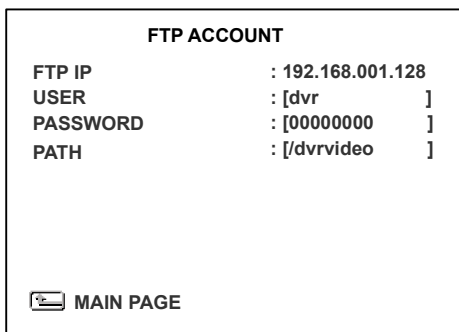 FTP ACCOUNT
FTP IP : 192.168.001.128
USER : [dvr ]
PASSWORD : [00000000 ]
PATH : [/dvrvideo ]
MAIN PAGE